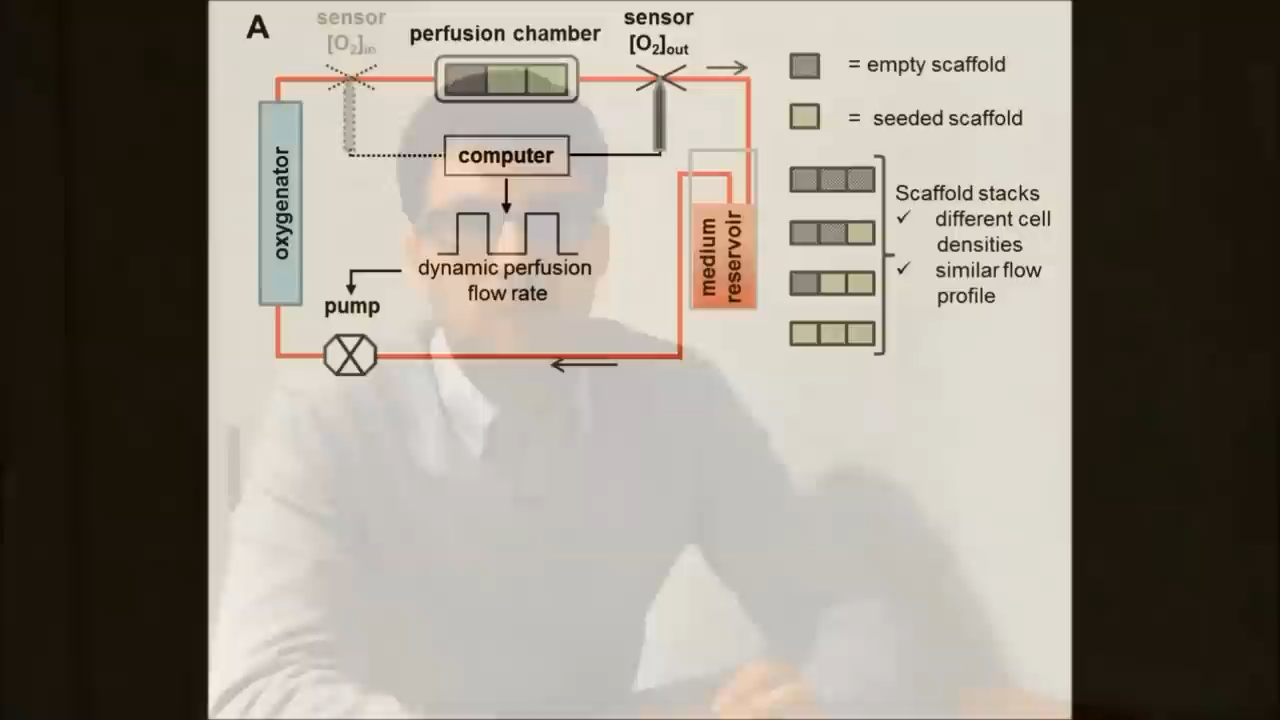 A
sensor
[O₂]in
perfusion chamber
sensor
[O₂]out
= empty scaffold
= seeded scaffold
oxygenator
computer
medium
reservoir
Scaffold stacks
✓ different cell
densities
✓ similar flow
profile
dynamic perfusion
flow rate
pump